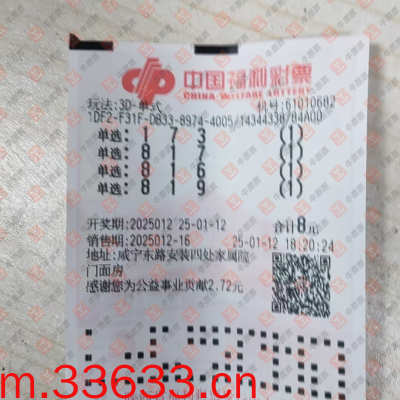 中国福利彩票
CHINA WELFARE LOTTERY
玩法:3D-单式 机号:61010682
1DF2-F31F-DB33-8974-4005/14344338/84A00
单选: 1 7 3 (1)
单选: 8 1 7 (1)
单选: 8 1 6 (1)
单选: 8 1 9 (1)
开奖期:2025012 25-01-12 合计8元
销售期:2025012-16 25-01-12 18:20:24
地址:咸宁东路安装四处家属院
门面房
感谢您为公益事业贡献2.72元
m.33633.cn